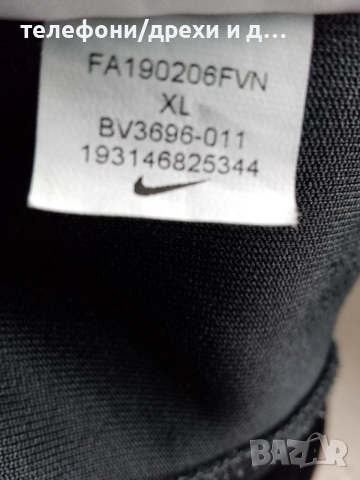 телефони/дрехи и д...
FA190206FVN
XL
BV3696-011
193146825344
BAZAR